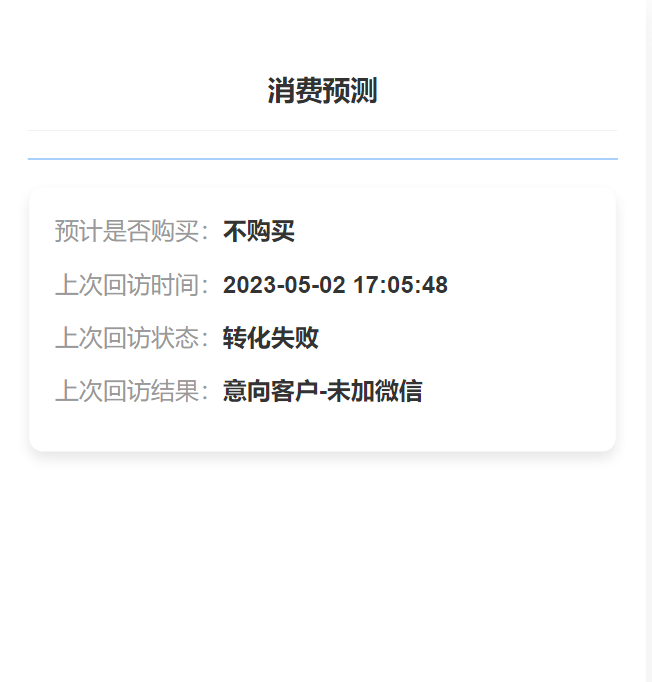 消费预测
预计是否购买：不购买
上次回访时间：2023-05-02 17:05:48
上次回访状态：转化失败
上次回访结果：意向客户-未加微信